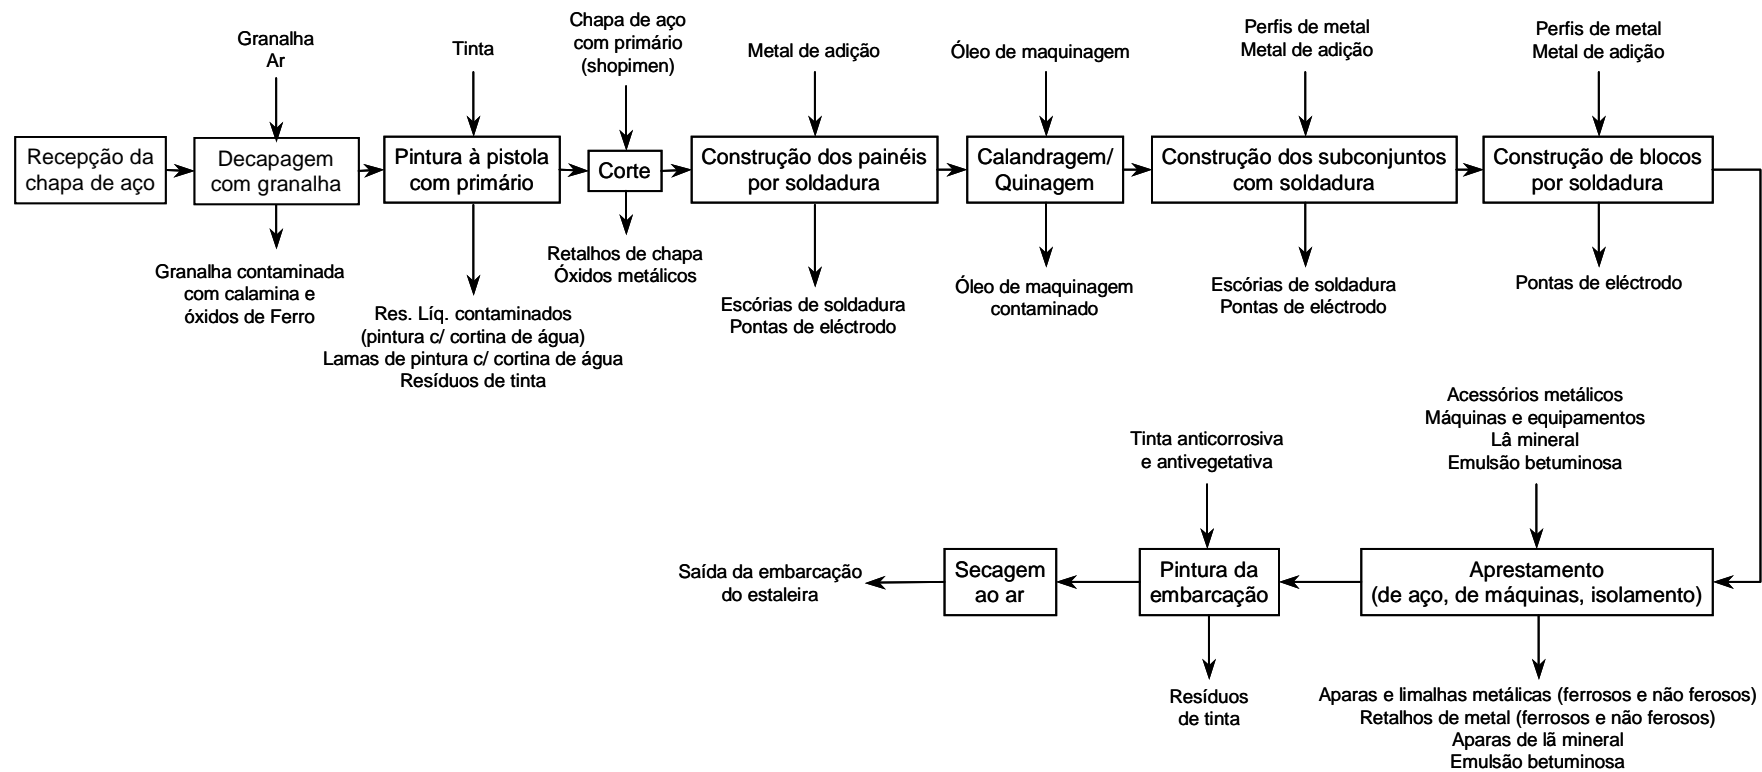 Granalha
Ar
Tinta
Chapa de aço
com primário
(shopimen)
Metal de adição
Óleo de maquinagem
Perfis de metal
Metal de adição
Perfis de metal
Metal de adição
Recepção da
chapa de aço
Decapagem
com granalha
Pintura à pistola
com primário
Corte
Construção dos painéis
por soldadura
Calandragem/
Quinagem
Construção dos subconjuntos
com soldadura
Construção de blocos
por soldadura
Granalha contaminada
com calamina e
óxidos de Ferro
Res. Líq. contaminados
(pintura c/ cortina de água)
Lamas de pintura c/ cortina de água
Resíduos de tinta
Retalhos de chapa
Óxidos metálicos
Escórias de soldadura
Pontas de eléctrodo
Óleo de maquinagem
contaminado
Escórias de soldadura
Pontas de eléctrodo
Pontas de eléctrodo
Acessórios metálicos
Máquinas e equipamentos
Lâ mineral
Emulsão betuminosa
Tinta anticorrosiva
e antivegetativa
Aprestamento
(de aço, de máquinas, isolamento)
Pintura da
embarcação
Secagem
ao ar
Saída da embarcação
do estaleira
Resíduos
de tinta
Aparas e limalhas metálicas (ferrosos e não ferosos)
Retalhos de metal (ferrosos e não ferosos)
Aparas de lã mineral
Emulsão betuminosa